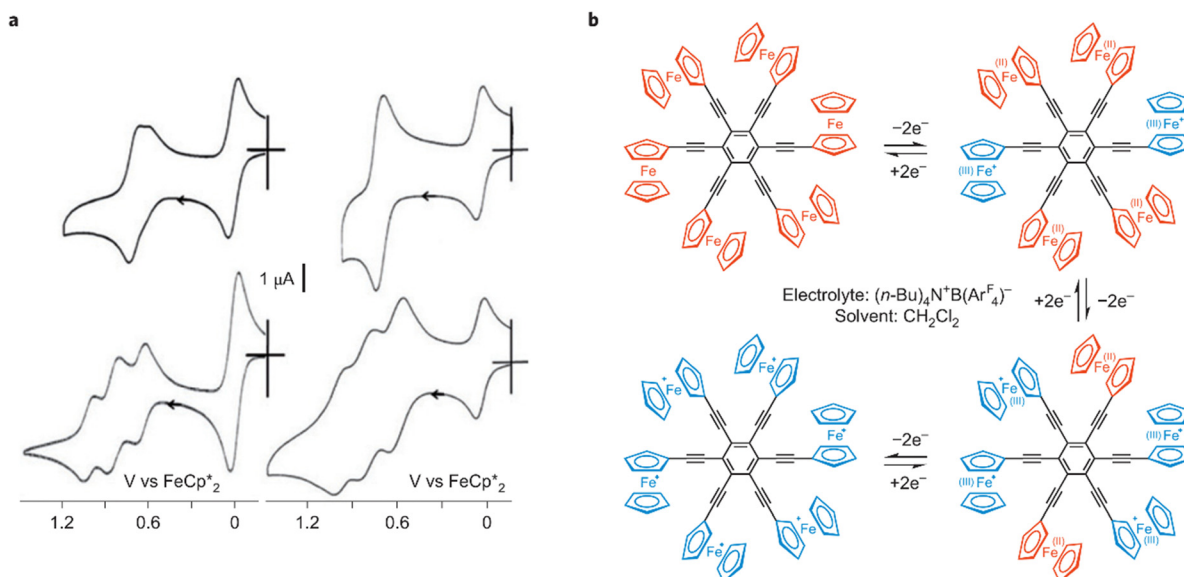 a
1 μA
V vs FeCp*₂
1.2 0.6 0
V vs FeCp*₂
1.2 0.6 0
b
Fe Fe
Fe
Fe
Fe Fe
−2e⁻
+2e⁻
(II) Fe Fe (II)
(III) Fe⁺
(III) Fe⁺
Fe (II) (II) Fe
Electrolyte: (n-Bu)₄N⁺B(Arᶠ₄)⁻
Solvent: CH₂Cl₂
+2e⁻ −2e⁻
⁺Fe Fe⁺
Fe⁺
Fe⁺
Fe⁺ ⁺Fe
−2e⁻
+2e⁻
⁺Fe (III) Fe (II)
(III) Fe⁺
(III) Fe⁺
Fe (II) ⁺Fe (III)